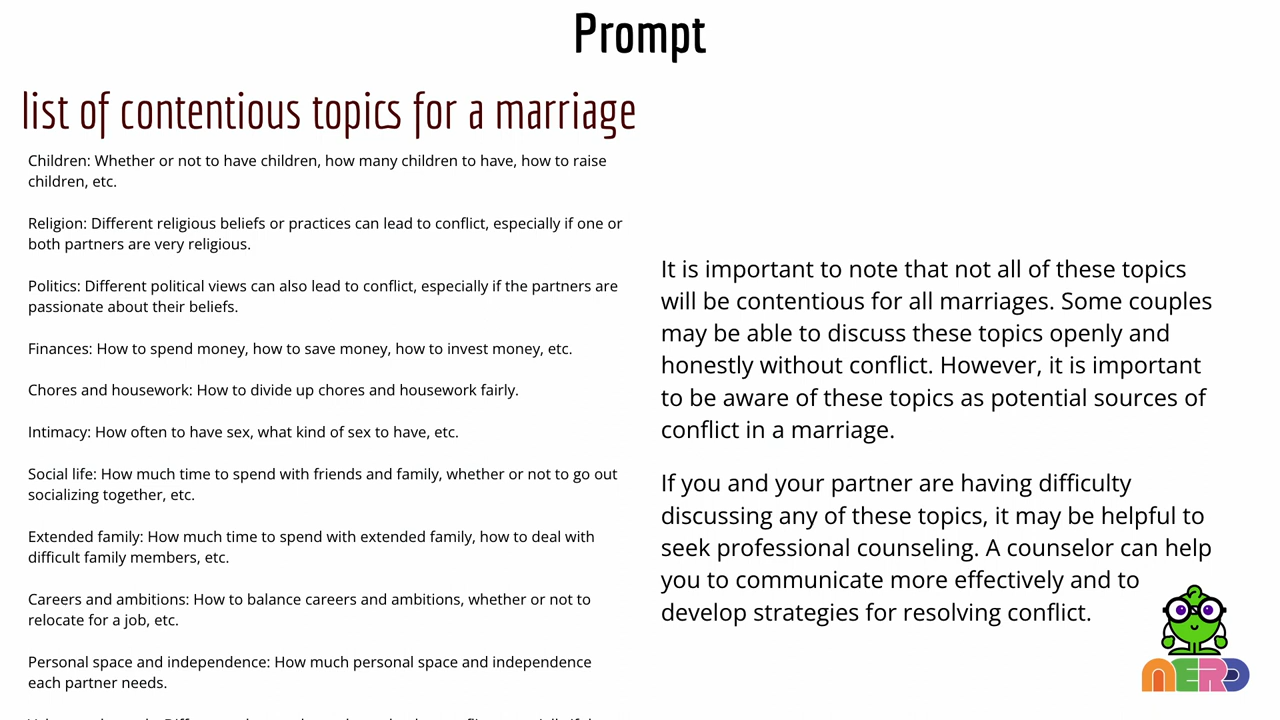 Prompt
list of contentious topics for a marriage
Children: Whether or not to have children, how many children to have, how to raise
children, etc.
Religion: Different religious beliefs or practices can lead to conflict, especially if one or
both partners are very religious.
Politics: Different political views can also lead to conflict, especially if the partners are
passionate about their beliefs.
Finances: How to spend money, how to save money, how to invest money, etc.
Chores and housework: How to divide up chores and housework fairly.
Intimacy: How often to have sex, what kind of sex to have, etc.
Social life: How much time to spend with friends and family, whether or not to go out
socializing together, etc.
Extended family: How much time to spend with extended family, how to deal with
difficult family members, etc.
Careers and ambitions: How to balance careers and ambitions, whether or not to
relocate for a job, etc.
Personal space and independence: How much personal space and independence
each partner needs.
It is important to note that not all of these topics
will be contentious for all marriages. Some couples
may be able to discuss these topics openly and
honestly without conflict. However, it is important
to be aware of these topics as potential sources of
conflict in a marriage.
If you and your partner are having difficulty
discussing any of these topics, it may be helpful to
seek professional counseling. A counselor can help
you to communicate more effectively and to
develop strategies for resolving conflict.
NERD